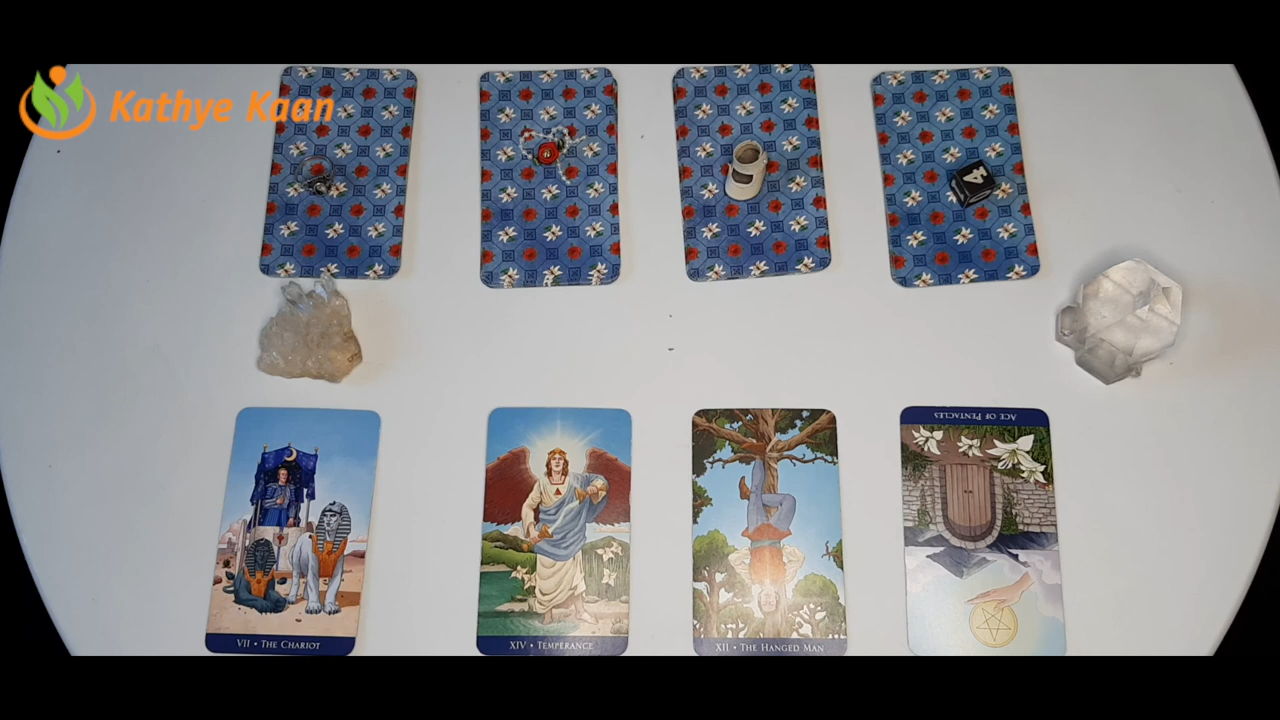 Kathye Kaan
4
VII • THE CHARIOT
XIV • TEMPERANCE
XII • THE HANGED MAN
ACE OF PENTACLES